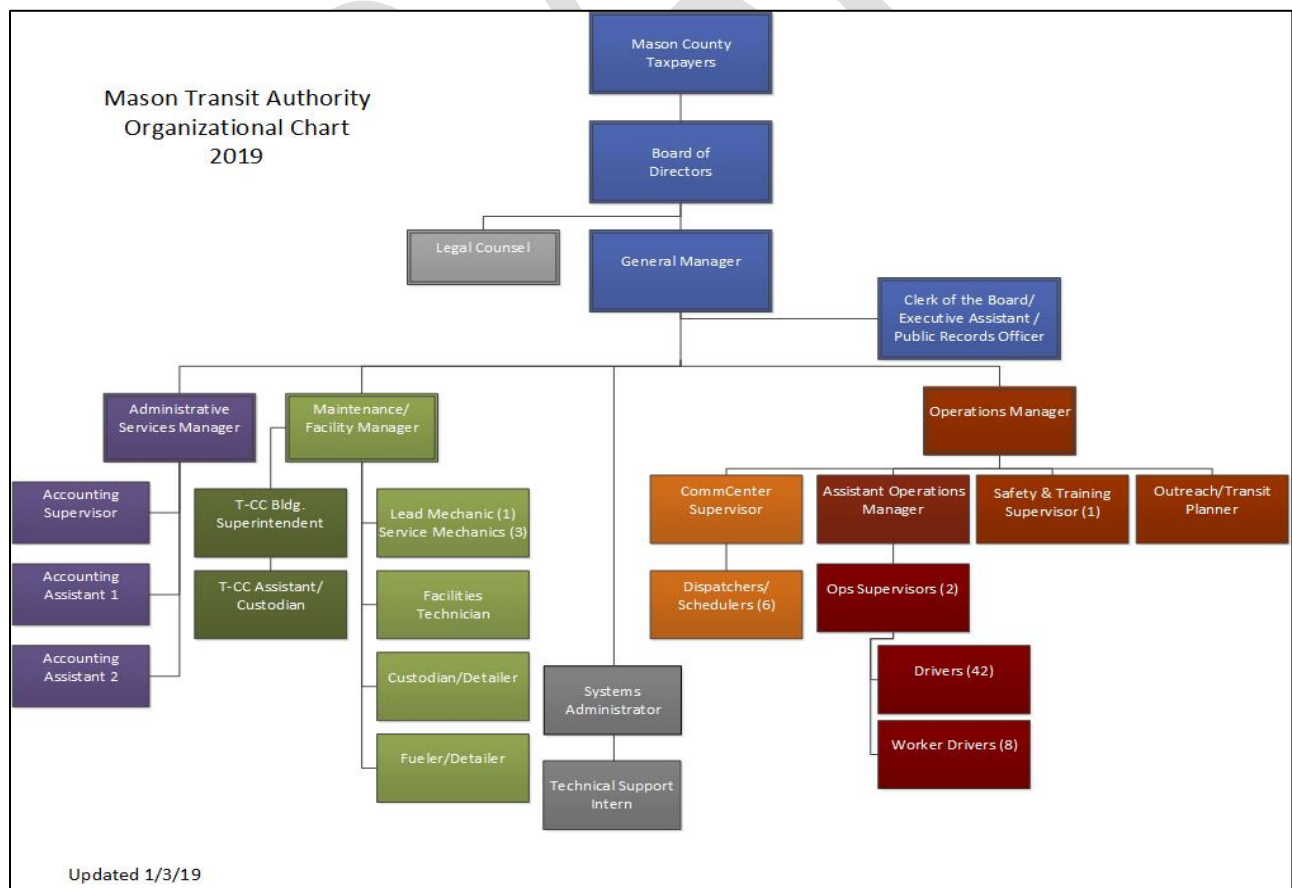 Mason County
Taxpayers
Mason Transit Authority
Organizational Chart
2019
Board of
Directors
Legal Counsel
General Manager
Clerk of the Board/
Executive Assistant /
Public Records Officer
Administrative
Services Manager
Maintenance/
Facility Manager
Operations Manager
Accounting
Supervisor
T-CC Bldg.
Superintendent
Lead Mechanic (1)
Service Mechanics (3)
CommCenter
Supervisor
Assistant Operations
Manager
Safety & Training
Supervisor (1)
Outreach/Transit
Planner
Accounting
Assistant 1
T-CC Assistant/
Custodian
Facilities
Technician
Dispatchers/
Schedulers (6)
Ops Supervisors (2)
Accounting
Assistant 2
Custodian/Detailer
Systems
Administrator
Drivers (42)
Fueler/Detailer
Worker Drivers (8)
Technical Support
Intern
Updated 1/3/19